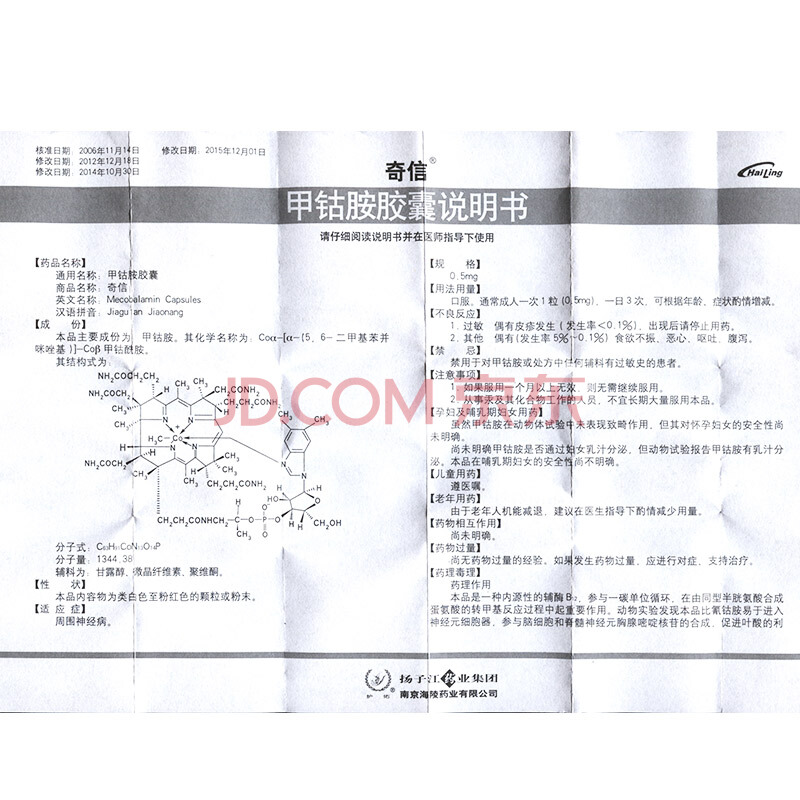 核准日期：2006年11月14日 修改日期：2015年12月01日
修改日期：2012年12月18日
修改日期：2014年10月30日
奇信®
HaiLing
甲钴胺胶囊说明书
请仔细阅读说明书并在医师指导下使用
【药品名称】
通用名称：甲钴胺胶囊
商品名称：奇信
英文名称：Mecobalamin Capsules
汉语拼音：Jiagu'an Jiaonang
【成 份】
本品主要成份为：甲钴胺。其化学名称为：Coα-[α-(5，6-二甲基苯并
咪唑基)]-Coβ甲钴酰胺。
其结构式为：
分子式：C₆₃H₉₁CoN₁₃O₁₄P
分子量：1344.38
辅料为：甘露醇、微晶纤维素、聚维酮。
【性 状】
本品内容物为类白色至粉红色的颗粒或粉末。
【适 应 症】
周围神经病。
【规 格】
0.5mg
【用法用量】
口服。通常成人一次1粒(0.5mg)，一日3次，可根据年龄、症状酌情增减。
【不良反应】
1．过敏 偶有皮疹发生（发生率＜0.1%），出现后请停止用药。
2．其他 偶有(发生率5%～0.1%)食欲不振、恶心、呕吐、腹泻。
【禁 忌】
禁用于对甲钴胺或处方中任何辅料有过敏史的患者。
【注意事项】
1．如果服用一个月以上无效，则无需继续服用。
2．从事汞及其化合物工作的人员，不宜长期大量服用本品。
【孕妇及哺乳期妇女用药】
虽然甲钴胺在动物体试验中未表现致畸作用，但其对怀孕妇女的安全性尚
未明确。
尚未明确甲钴胺是否通过妇女乳汁分泌，但动物试验报告甲钴胺有乳汁分
泌。本品在哺乳期妇女的安全性尚不明确。
【儿童用药】
遵医嘱。
【老年用药】
由于老年人机能减退，建议在医生指导下酌情减少用量。
【药物相互作用】
尚未明确。
【药物过量】
尚无药物过量的经验。如果发生药物过量，应进行对症、支持治疗。
【药理毒理】
药理作用
本品是一种内源性的辅酶B₁₂，参与一碳单位循环，在由同型半胱氨酸合成
蛋氨酸的转甲基反应过程中起重要作用。动物实验发现本品比氰钴胺易于进入
神经元细胞器，参与脑细胞和脊髓神经元胸腺嘧啶核苷的合成，促进叶酸的利
JD.COM 京东
护佑® 扬子江药业集团
南京海陵药业有限公司